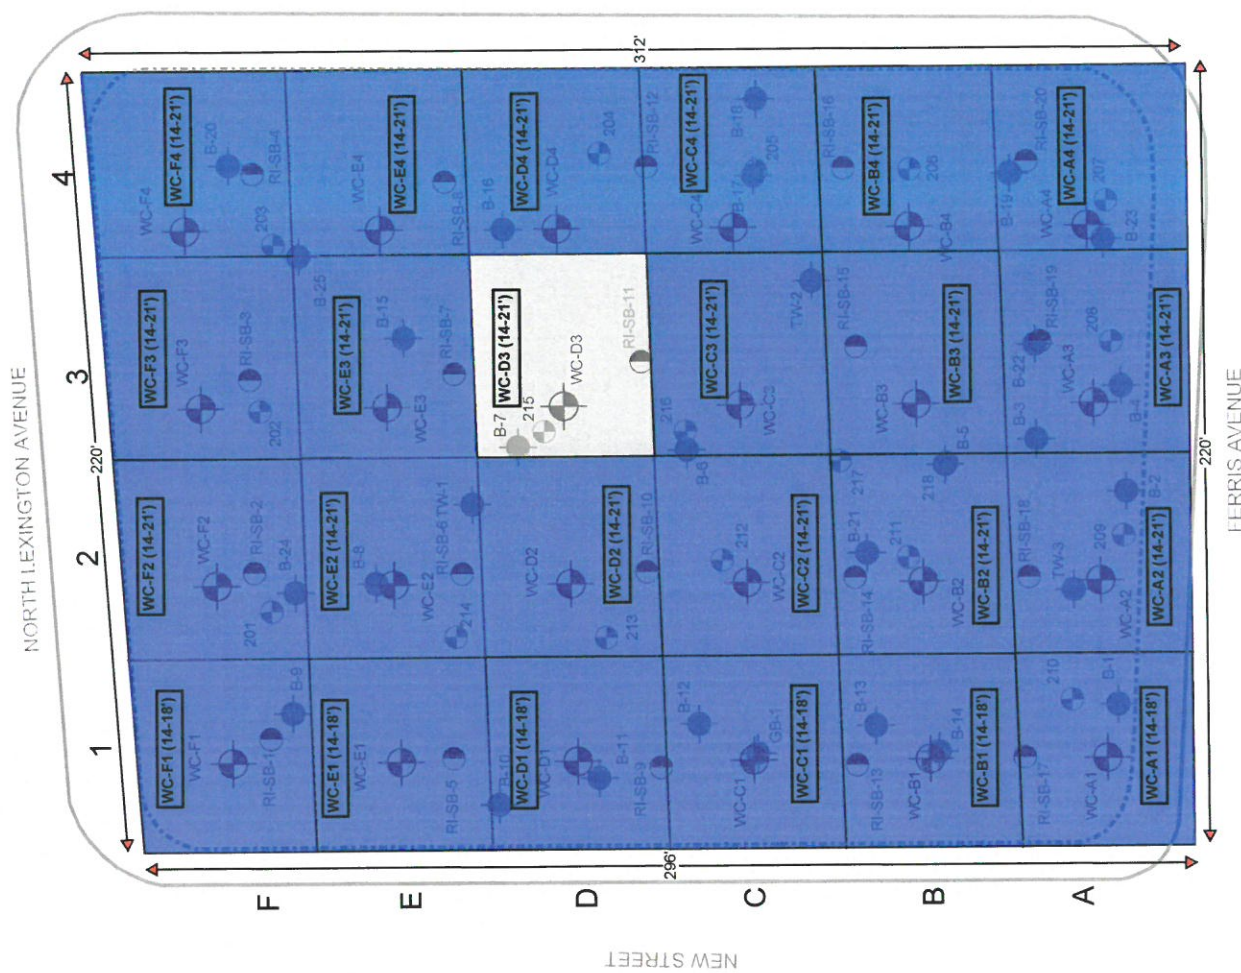 NORTH LEXINGTON AVENUE
4
3
2
1
220'
312'
WC-F4
WC-F4 (14-21')
B-20
RI-SB-4
203
B-25
WC-E4
WC-E4 (14-21')
RI-SB-8
B-16
WC-D4 (14-21')
WC-D4
204
RI-SB-12
WC-C4
WC-C4 (14-21')
B-17
B-18
205
RI-SB-16
WC-B4 (14-21')
206
WC-B4
B-19
RI-SB-20
WC-A4 (14-21')
WC-A4
207
B-23
WC-F3 (14-21')
WC-F3
RI-SB-3
202
WC-E3 (14-21')
B-15
RI-SB-7
WC-E3
WC-D3 (14-21')
B-7
215
WC-D3
RI-SB-11
216
B-6
WC-C3 (14-21')
WC-C3
TW-2
RI-SB-15
WC-B3
WC-B3 (14-21')
B-5
B-22
B-3
RI-SB-19
WC-A3
208
B-4
WC-A3 (14-21')
WC-F2 (14-21')
WC-F2
RI-SB-2
201
B-24
WC-E2 (14-21')
B-8
WC-E2
RI-SB-6
TW-1
214
WC-D2
WC-D2 (14-21')
RI-SB-10
213
212
WC-C2
WC-C2 (14-21')
217
B-21
211
218
RI-SB-14
WC-B2
WC-B2 (14-21')
RI-SB-18
TW-3
209
B-2
WC-A2
WC-A2 (14-21')
WC-F1 (14-18')
WC-F1
RI-SB-1
B-9
WC-E1 (14-18')
WC-E1
RI-SB-5
B-10
WC-D1 (14-18')
WC-D1
B-11
RI-SB-9
B-12
WC-C1
GB-1
WC-C1 (14-18')
B-13
RI-SB-13
WC-B1
B-14
WC-B1 (14-18')
RI-SB-17
210
B-1
WC-A1
WC-A1 (14-18')
F
E
D
C
B
A
296'
220'
NEW STREET
FERRIS AVENUE